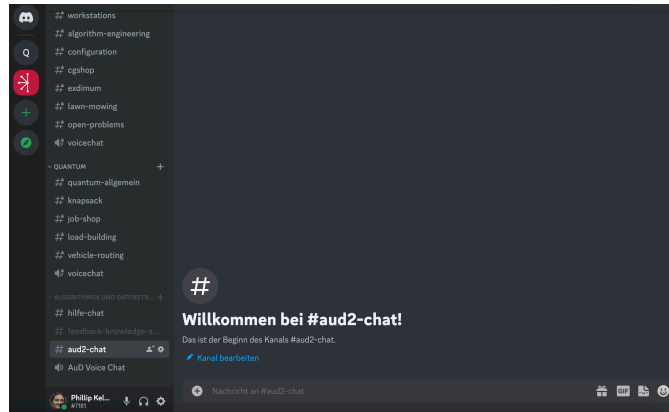 workstations
algorithm-engineering
Q
configuration
cgshop
exdimum
lawn-mowing
open-problems
voicechat
QUANTUM
quantum-allgemein
knapsack
job-shop
load-building
vehicle-routing
voicechat
ALGORITHMEN UND DATENSTR...
hilfe-chat
feedback-knowledge-s...
aud2-chat
AuD Voice Chat
Phillip Kel...
#7181
#
Willkommen bei #aud2-chat!
Das ist der Beginn des Kanals #aud2-chat.
Kanal bearbeiten
Nachricht an #aud2-chat
GIF